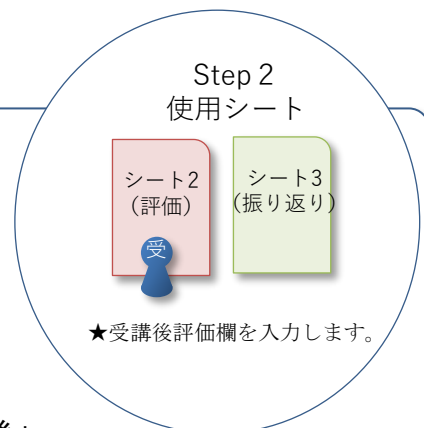 Step 2
使用シート
シート2
（評価）
シート3
（振り返り）
受
★受講後評価欄を入力します。